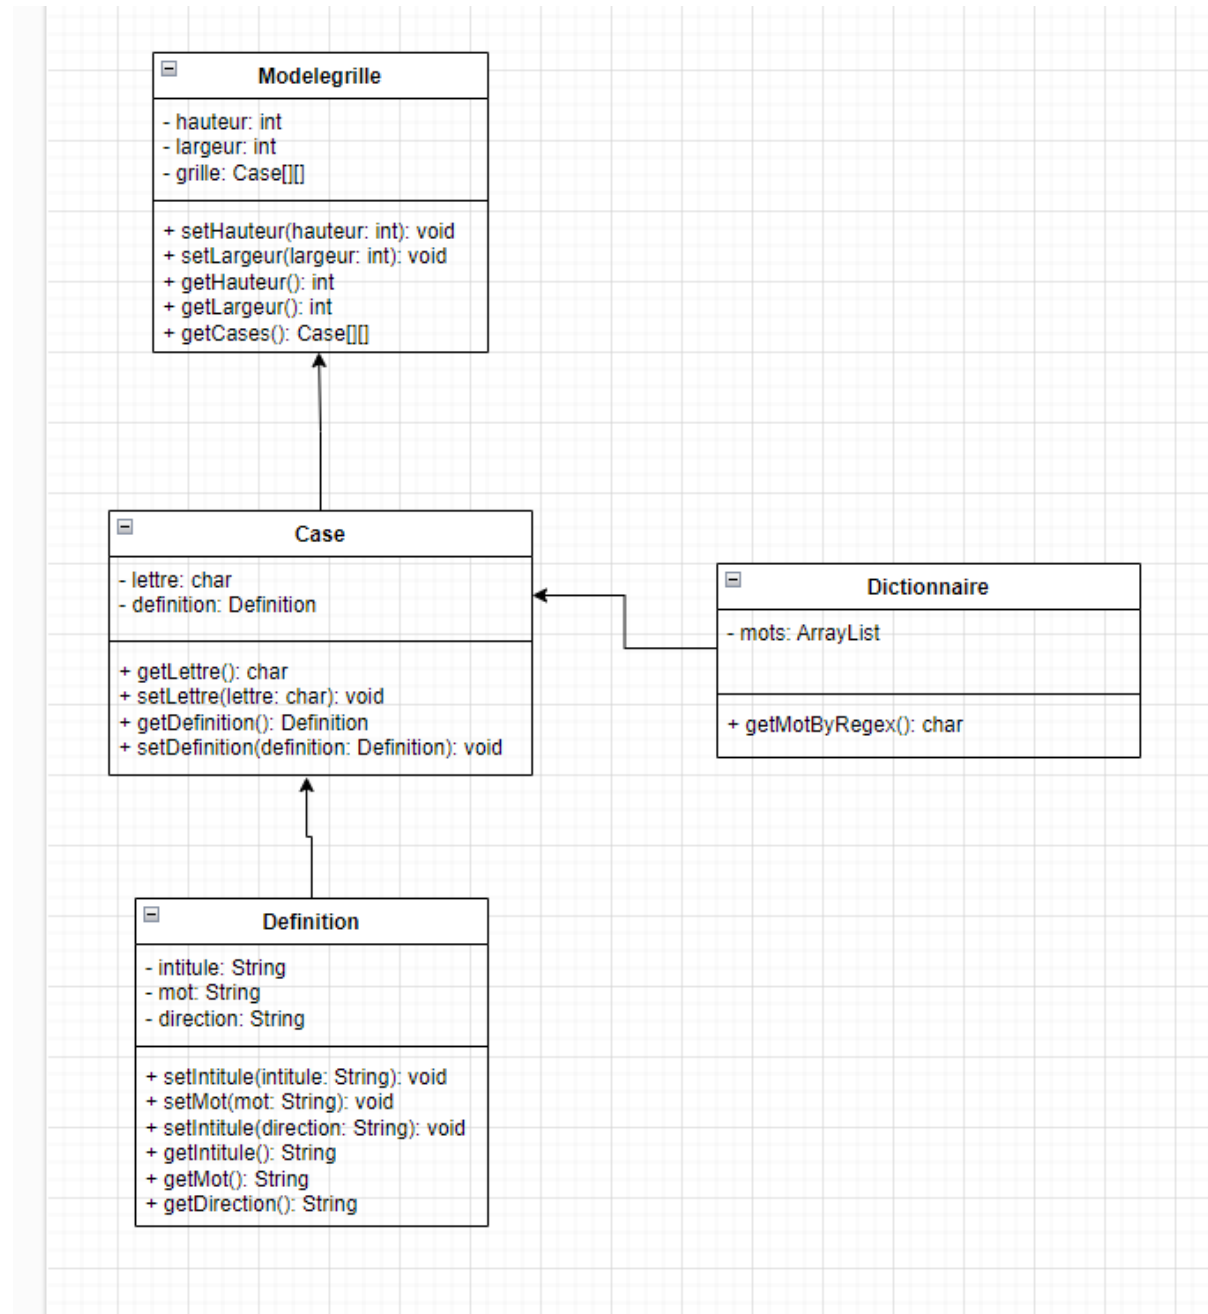 Modelegrille
- hauteur: int
- largeur: int
- grille: Case[][]
+ setHauteur(hauteur: int): void
+ setLargeur(largeur: int): void
+ getHauteur(): int
+ getLargeur(): int
+ getCases(): Case[][]
Case
- lettre: char
- definition: Definition
+ getLettre(): char
+ setLettre(lettre: char): void
+ getDefinition(): Definition
+ setDefinition(definition: Definition): void
Dictionnaire
- mots: ArrayList
+ getMotByRegex(): char
Definition
- intitule: String
- mot: String
- direction: String
+ setIntitule(intitule: String): void
+ setMot(mot: String): void
+ setIntitule(direction: String): void
+ getIntitule(): String
+ getMot(): String
+ getDirection(): String